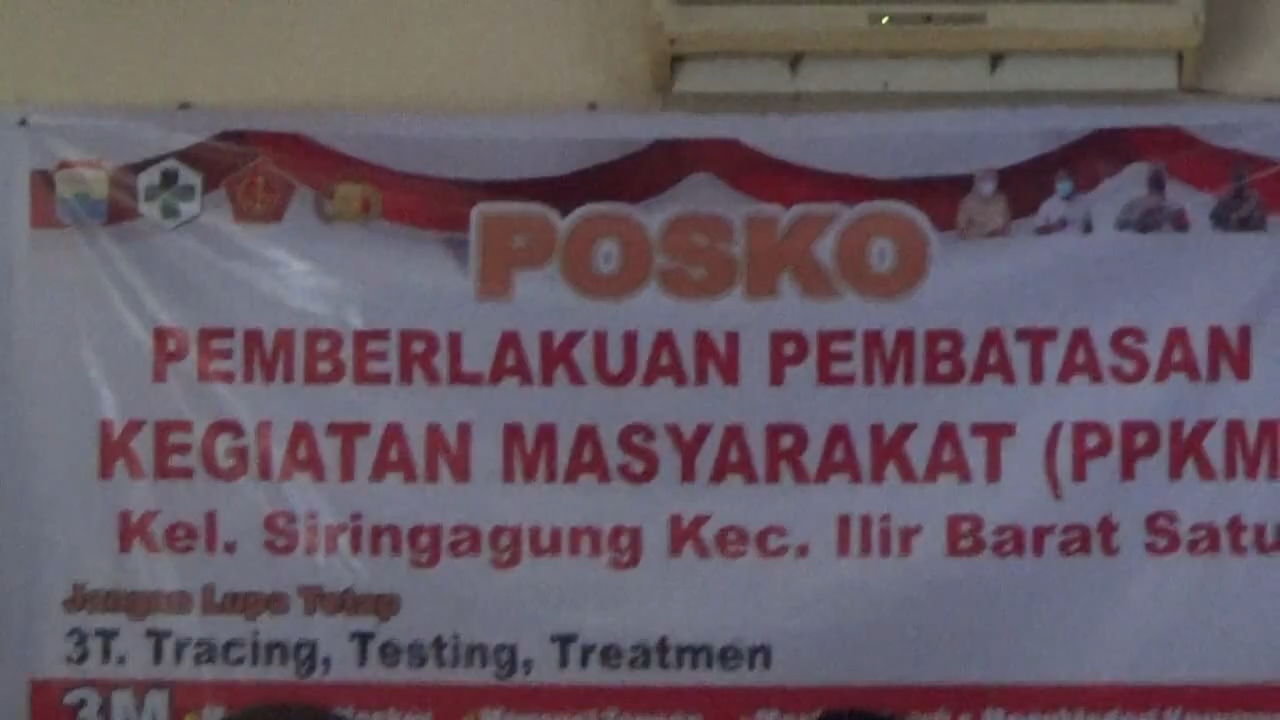 POSKO
PEMBERLAKUAN PEMBATASAN
KEGIATAN MASYARAKAT (PPKM
Kel. Siringagung Kec. Ilir Barat Satu
Jangan Lupa Tetap
3T. Tracing, Testing, Treatmen
3M